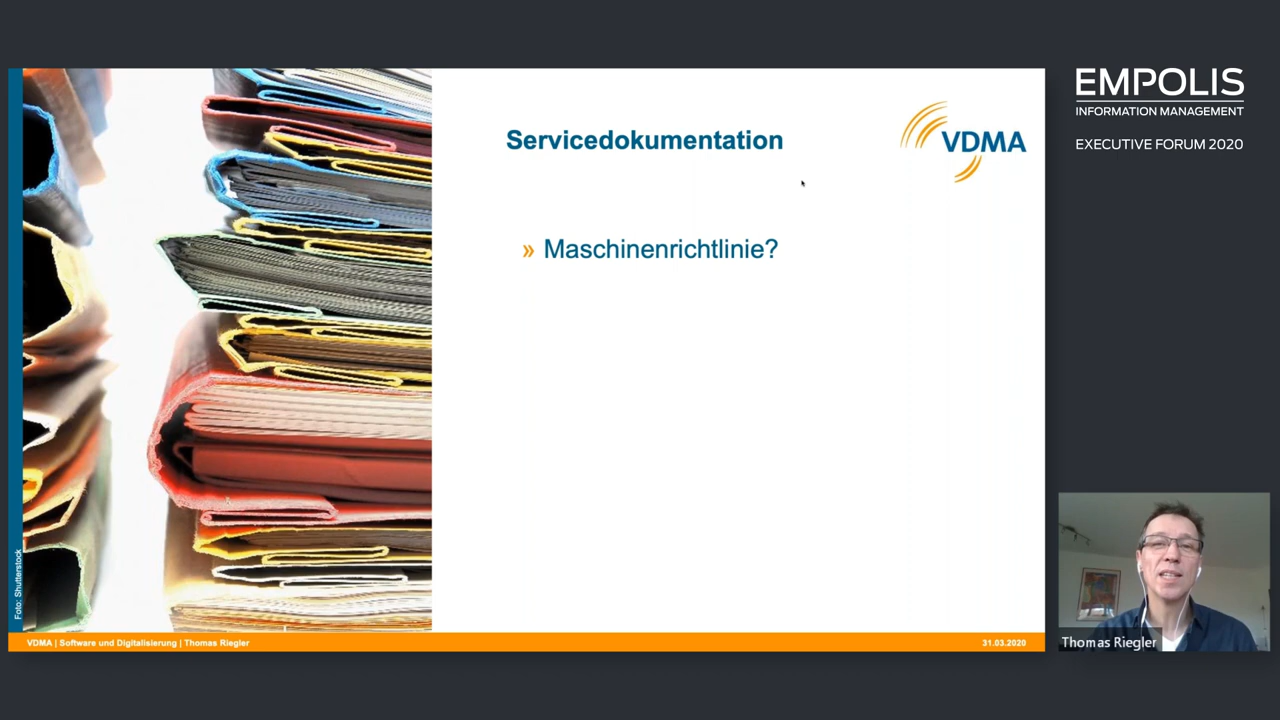 EMPOLIS
INFORMATION MANAGEMENT
EXECUTIVE FORUM 2020
Servicedokumentation
VDMA
» Maschinenrichtlinie?
Foto: Shutterstock
VDMA | Software und Digitalisierung | Thomas Riegler
31.03.2020
Thomas Riegler